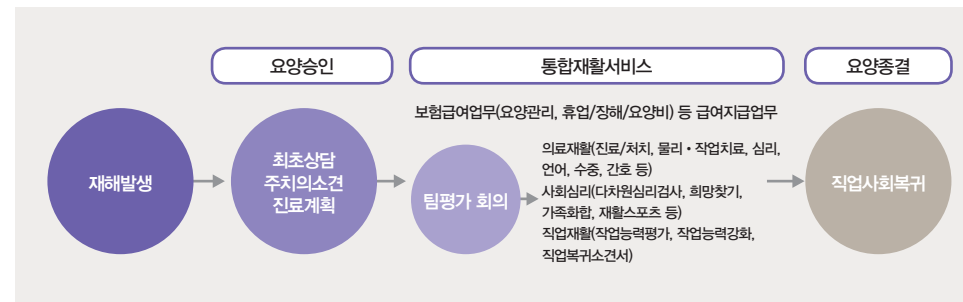 요양승인
통합재활서비스
요양종결
보험급여업무(요양관리, 휴업/장해/요양비) 등 급여지급업무
재해발생
최초상담
주치의소견
진료계획
팀평가 회의
의료재활(진료/처치, 물리·작업치료, 심리,
언어, 수중, 간호 등)
사회심리(다차원심리검사, 희망찾기,
가족화합, 재활스포츠 등)
직업재활(작업능력평가, 작업능력강화,
직업복귀소견서)
직업사회복귀